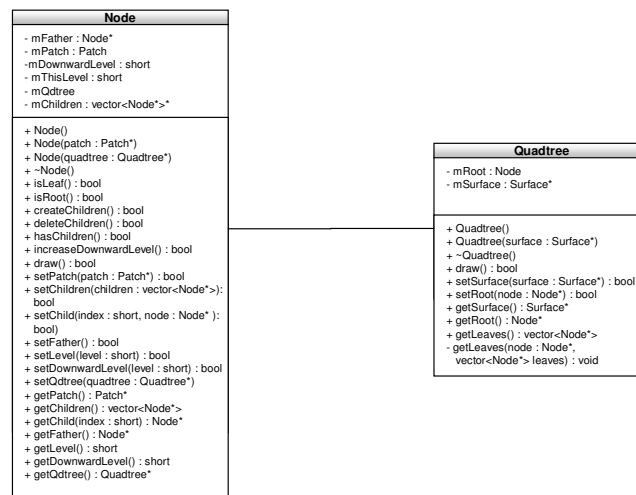 Node
- mFather : Node*
- mPatch : Patch
-mDownwardLevel : short
- mThisLevel : short
- mQdtree
- mChildren : vector<Node*>*
+ Node()
+ Node(patch : Patch*)
+ Node(quadtree : Quadtree*)
+ ~Node()
+ isLeaf() : bool
+ isRoot() : bool
+ createChildren() : bool
+ deleteChildren() : bool
+ hasChildren() : bool
+ increaseDownwardLevel() : bool
+ draw() : bool
+ setPatch(patch : Patch*) : bool
+ setChildren(children : vector<Node*>):
bool
+ setChild(index : short, node : Node* ) :
bool)
+ setFather() : bool
+ setLevel(level : short) : bool
+ setDownwardLevel(level : short) : bool
+ setQdtree(quadtree : Quadtree*)
+ getPatch() : Patch*
+ getChildren() : vector<Node*>
+ getChild(index : short) : Node*
+ getFather() : Node*
+ getLevel() : short
+ getDownwardLevel() : short
+ getQdtree() : Quadtree*
Quadtree
- mRoot : Node
- mSurface : Surface*
+ Quadtree()
+ Quadtree(surface : Surface*)
+ ~Quadtree()
+ draw() : bool
+ setSurface(surface : Surface*) : bool
+ setRoot(node : Node*) : bool
+ getSurface() : Surface*
+ getRoot() : Node*
+ getLeaves() : vector<Node*>
- getLeaves(node : Node*,
vector<Node*> leaves) : void